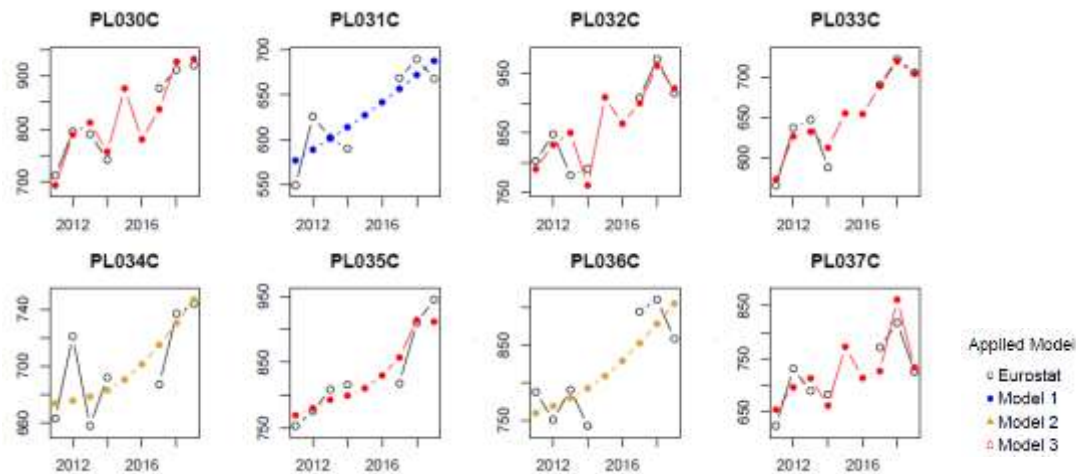 PL030C PL031C PL032C PL033C
700 800 900
2012 2016
550 600 650 700
2012 2016
750 850 950
2012 2016
600 650 700
2012 2016
PL034C PL035C PL036C PL037C
660 700 740
2012 2016
750 850 950
2012 2016
750 850
2012 2016
650 750 850
2012 2016
Applied Model
Eurostat
Model 1
Model 2
Model 3